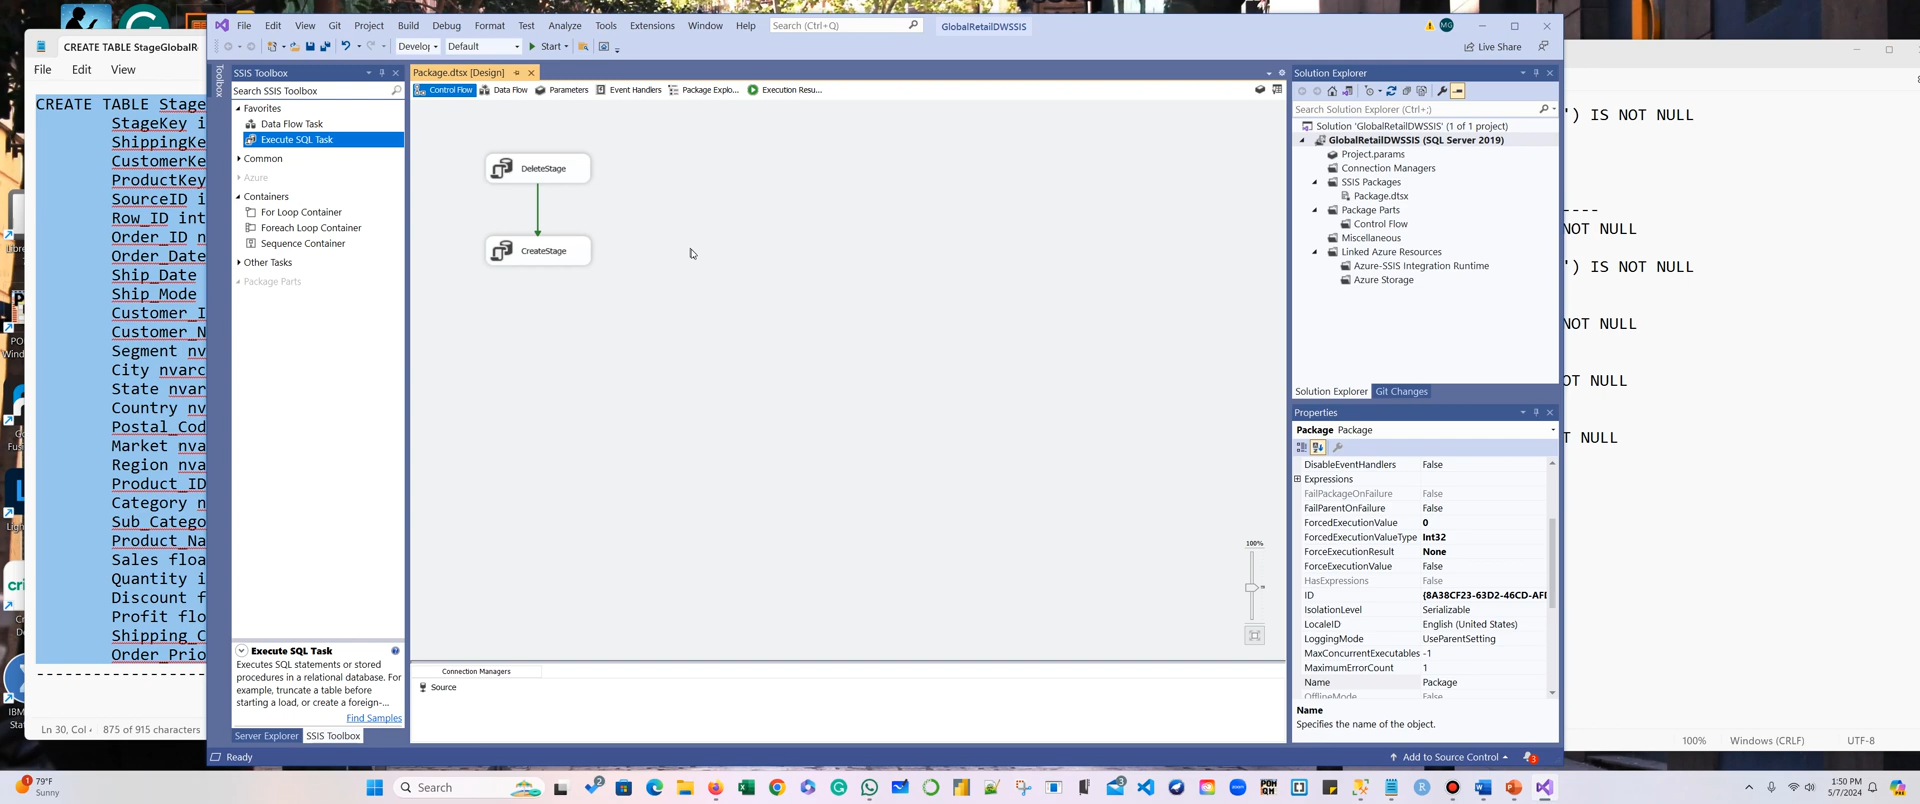 CREATE TABLE StageGlobalR
File Edit View
CREATE TABLE Stage
StageKey i
ShippingKe
CustomerKe
ProductKey
SourceID i
Row_ID int
Order_ID n
Order_Date
Ship_Date
Ship_Mode
Customer_I
Customer_N
Segment nv
City nvarc
State nvar
Country nv
Postal_Cod
Market nva
Region nva
Product_ID
Category n
Sub_Catego
Product_Na
Sales floa
Quantity i
Discount f
Profit flo
Shipping_C
Order_Prio
Ln 30, Col 875 of 915 characters
File Edit View Git Project Build Debug Format Test Analyze Tools Extensions Window Help Search (Ctrl+Q) GlobalRetailDWSSIS MG
Develop Default Start Live Share
Toolbox
SSIS Toolbox
Search SSIS Toolbox
Favorites
Data Flow Task
Execute SQL Task
Common
Azure
Containers
For Loop Container
Foreach Loop Container
Sequence Container
Other Tasks
Package Parts
Execute SQL Task
Executes SQL statements or stored
procedures in a relational database. For
example, truncate a table before
starting a load, or create a foreign-...
Find Samples
Server Explorer SSIS Toolbox
Package.dtsx [Design]
Control Flow Data Flow Parameters Event Handlers Package Explo... Execution Resu...
DeleteStage
CreateStage
100%
Connection Managers
Source
Solution Explorer
Search Solution Explorer (Ctrl+;)
Solution 'GlobalRetailDWSSIS' (1 of 1 project)
GlobalRetailDWSSIS (SQL Server 2019)
Project.params
Connection Managers
SSIS Packages
Package.dtsx
Package Parts
Control Flow
Miscellaneous
Linked Azure Resources
Azure-SSIS Integration Runtime
Azure Storage
Solution Explorer Git Changes
Properties
Package Package
DisableEventHandlers False
Expressions
FailPackageOnFailure False
FailParentOnFailure False
ForcedExecutionValue 0
ForcedExecutionValueType Int32
ForceExecutionResult None
ForceExecutionValue False
HasExpressions False
ID {8A38CF23-63D2-46CD-AFI
IsolationLevel Serializable
LocaleID English (United States)
LoggingMode UseParentSetting
MaxConcurrentExecutables -1
MaximumErrorCount 1
Name Package
OfflineMode False
Name
Specifies the name of the object.
Ready Add to Source Control 3
') IS NOT NULL
----
NOT NULL
') IS NOT NULL
NOT NULL
OT NULL
T NULL
100% Windows (CRLF) UTF-8
79°F
Sunny
Search
1:50 PM
5/7/2024